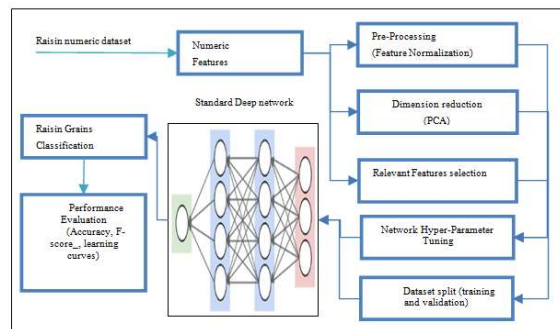 Raisin numeric dataset
Numeric
Features
Pre-Processing
(Feature Normalization)
Dimension reduction
(PCA)
Relevant Features selection
Network Hyper-Parameter
Tuning
Dataset split (training
and validation)
Standard Deep network
Raisin Grains
Classification
Performance
Evaluation
(Accuracy, F-
score_, learning
curves)